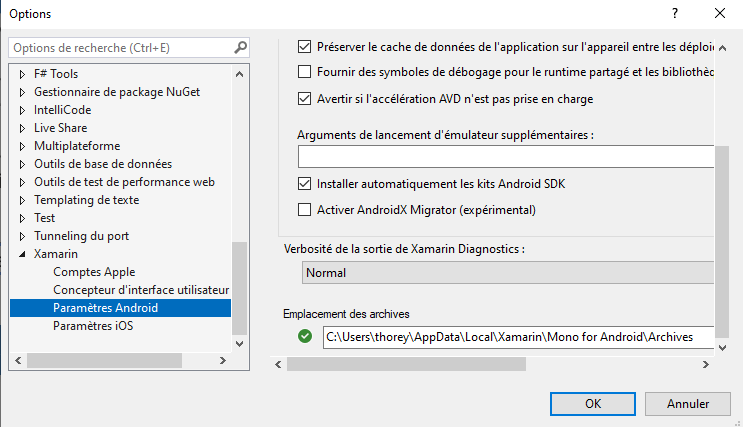 Options
Options de recherche (Ctrl+E)
F# Tools
Gestionnaire de package NuGet
IntelliCode
Live Share
Multiplateforme
Outils de base de données
Outils de test de performance web
Templating de texte
Test
Tunneling du port
Xamarin
Comptes Apple
Concepteur d'interface utilisateur
Paramètres Android
Paramètres iOS
Préserver le cache de données de l'application sur l'appareil entre les déploie
Fournir des symboles de débogage pour le runtime partagé et les bibliothèq
Avertir si l'accélération AVD n'est pas prise en charge
Arguments de lancement d'émulateur supplémentaires :
Installer automatiquement les kits Android SDK
Activer AndroidX Migrator (expérimental)
Verbosité de la sortie de Xamarin Diagnostics :
Normal
Emplacement des archives
C:\Users\thorey\AppData\Local\Xamarin\Mono for Android\Archives
OK
Annuler